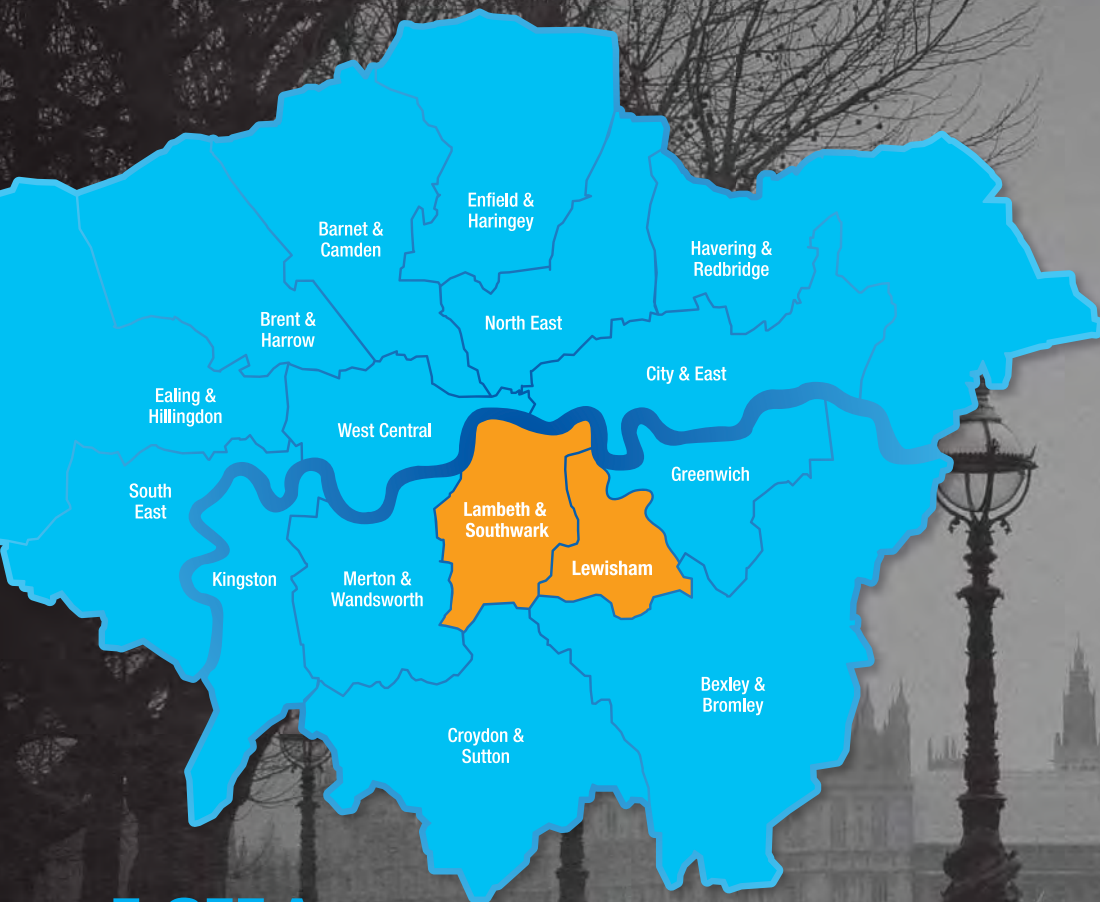 Enfield &
Haringey
Barnet &
Camden
Havering &
Redbridge
Brent &
Harrow
North East
City & East
Ealing &
Hillingdon
West Central
Greenwich
South
East
Lambeth &
Southwark
Lewisham
Kingston
Merton &
Wandsworth
Bexley &
Bromley
Croydon &
Sutton